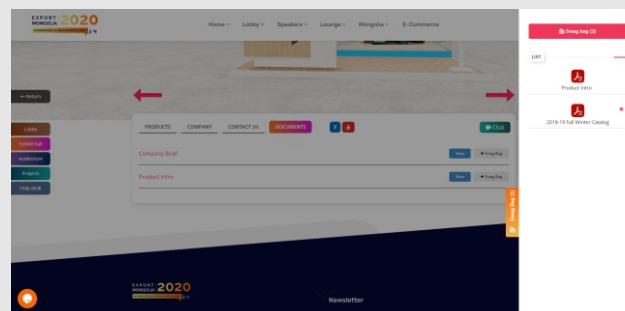 EXPORT 2020
MONGOLIA
Home Lobby Speakers Lounge Mongolia E-Commerce
Swag bag (3)
LIST
Return
Product Intro
2018-19 Fall Winter Catalog
Lobby
Exhibit hall
Auditorium
Projects
Help desk
PRODUCTS COMPANY CONTACT US DOCUMENTS
Chat
Company Brief
View + Swag Bag
Product Intro
View + Swag Bag
Swag Bag (3)
EXPORT 2020
MONGOLIA
Newsletter